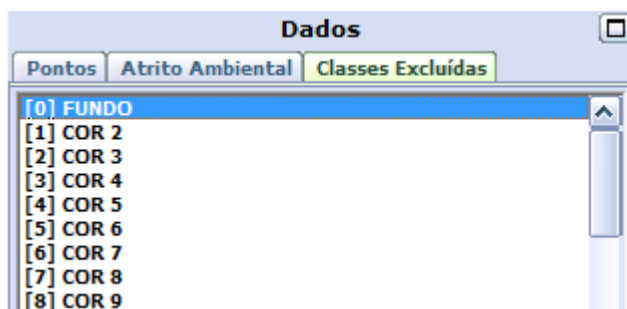 Dados
Pontos Atrito Ambiental Classes Excluídas
[0] FUNDO
[1] COR 2
[2] COR 3
[3] COR 4
[4] COR 5
[5] COR 6
[6] COR 7
[7] COR 8
[8] COR 9